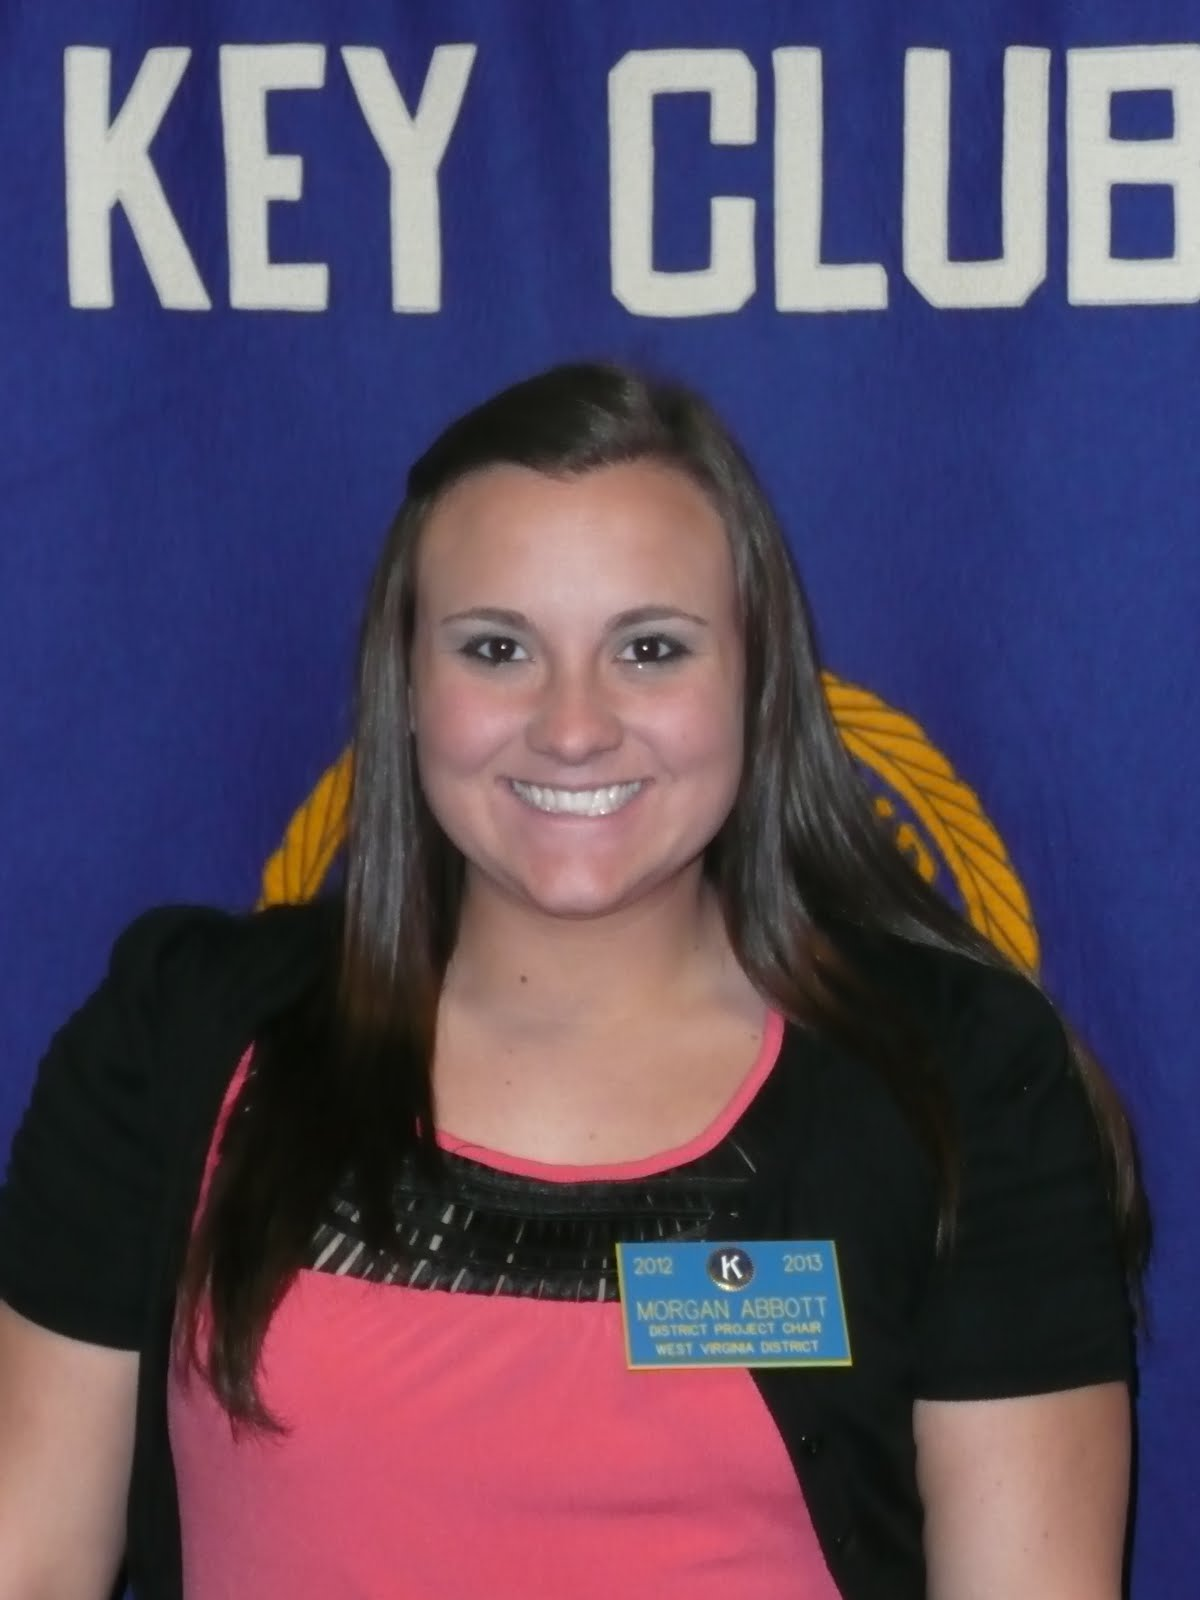 KEY CLUB
2012 K 2013
MORGAN ABBOTT
DISTRICT PROJECT CHAIR
WEST VIRGINIA DISTRICT